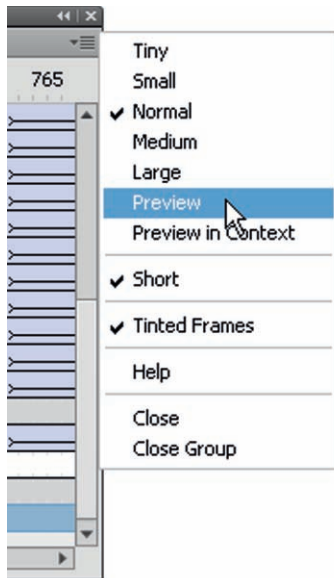 765
Tiny
Small
Normal
Medium
Large
Preview
Preview in Context
Short
Tinted Frames
Help
Close
Close Group